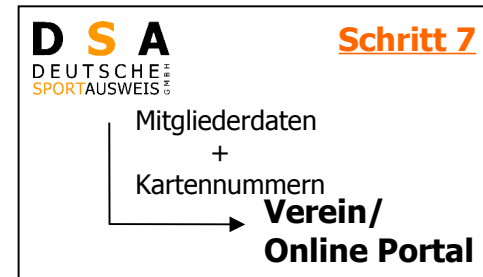 D S A
Schritt 7
DEUTSCHE
SPORTAUSWEIS
GMBH
Mitgliederdaten
+
Kartennummern
Verein/
Online Portal